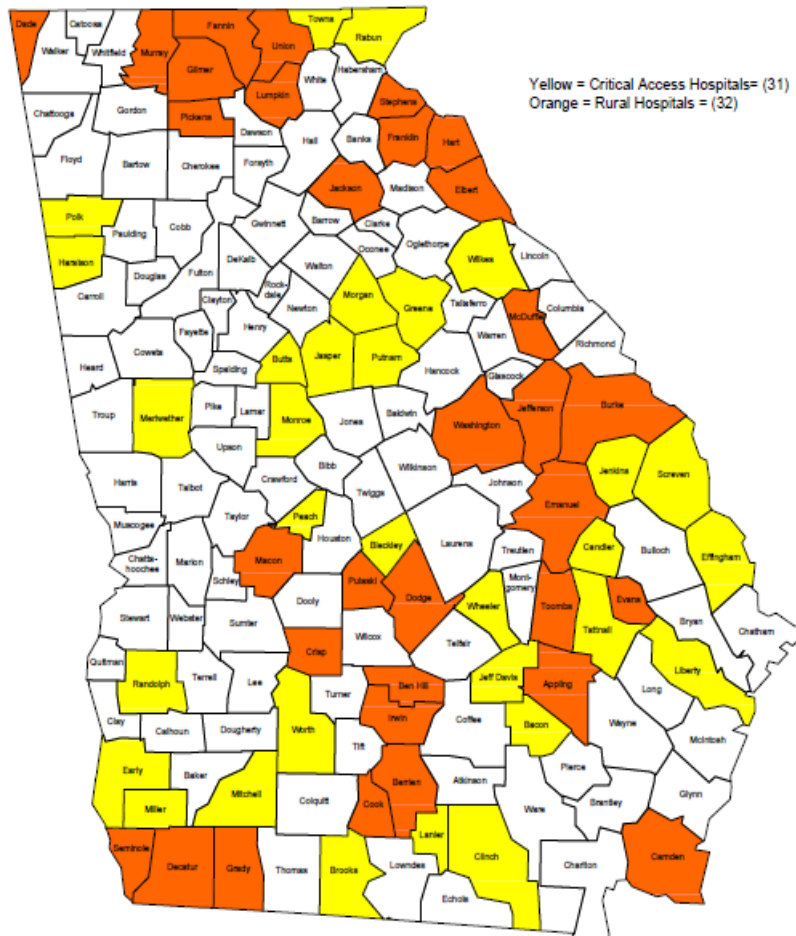 Dade
Catoosa
Fannin
Towns
Rabun
Walker
Whitfield
Murray
Union
Gilmer
White
Habersham
Yellow = Critical Access Hospitals= (31)
Orange = Rural Hospitals = (32)
Chattooga
Gordon
Pickens
Lumpkin
Dawson
Stephens
Banks
Franklin
Hart
Floyd
Bartow
Cherokee
Forsyth
Hall
Jackson
Madison
Elbert
Polk
Paulding
Cobb
Gwinnett
Barrow
Clarke
Oconee
Oglethorpe
Wilkes
Lincoln
Haralson
Douglas
Fulton
DeKalb
Walton
Carroll
Clayton
Rock-
dale
Newton
Morgan
Greene
Taliaferro
McDuffie
Columbia
Heard
Coweta
Fayette
Henry
Spalding
Butts
Jasper
Putnam
Hancock
Warren
Glascock
Richmond
Troup
Meriwether
Pike
Lamar
Monroe
Jones
Baldwin
Washington
Jefferson
Burke
Upson
Harris
Talbot
Crawford
Bibb
Twiggs
Wilkinson
Johnson
Emanuel
Jenkins
Screven
Muscogee
Taylor
Peach
Houston
Bleckley
Laurens
Treutlen
Candler
Bulloch
Effingham
Chatta-
hoochee
Marion
Schley
Macon
Dooly
Pulaski
Dodge
Wheeler
Mont-
gomery
Toombs
Tattnall
Evans
Bryan
Chatham
Stewart
Webster
Sumter
Crisp
Wilcox
Telfair
Jeff Davis
Appling
Liberty
Long
Quitman
Randolph
Terrell
Lee
Turner
Ben Hill
Irwin
Coffee
Bacon
Wayne
McIntosh
Clay
Calhoun
Dougherty
Worth
Tift
Early
Baker
Mitchell
Colquitt
Berrien
Cook
Atkinson
Pierce
Ware
Brantley
Glynn
Miller
Seminole
Decatur
Grady
Thomas
Brooks
Lanier
Lowndes
Clinch
Echols
Charlton
Camden